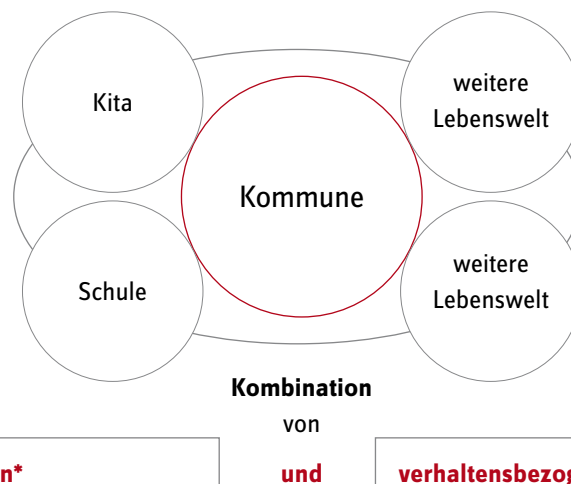 Kita
weitere
Lebenswelt
Kommune
Schule
weitere
Lebenswelt
Kombination
von
n*
und
verhaltensbezog